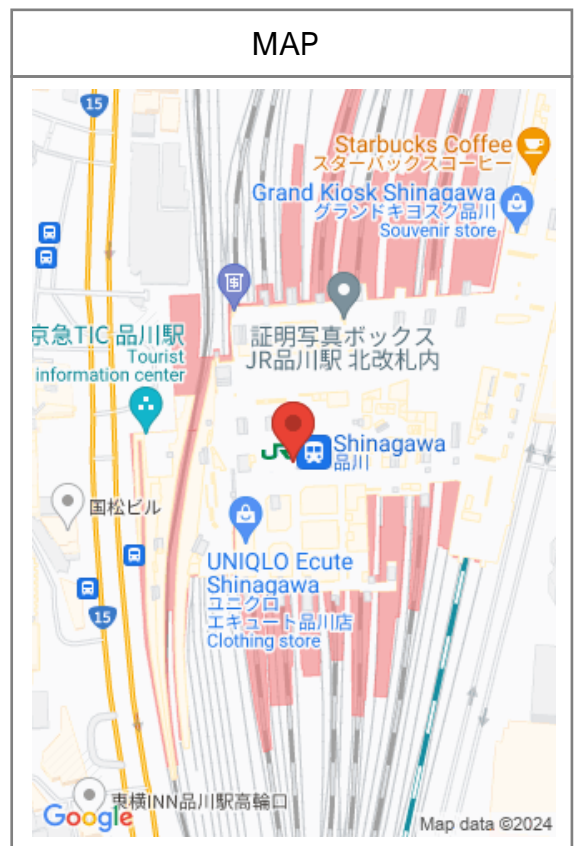 MAP
15
Starbucks Coffee
スターバックスコーヒー
Grand Kiosk Shinagawa
グランドキヨスク品川
Souvenir store
京急TIC 品川駅
Tourist
information center
証明写真ボックス
JR品川駅 北改札内
JR
Shinagawa
品川
国松ビル
UNIQLO Ecute
Shinagawa
ユニクロ
エキュート品川店
Clothing store
15
東横INN品川駅高輪口
Google
Map data ©2024